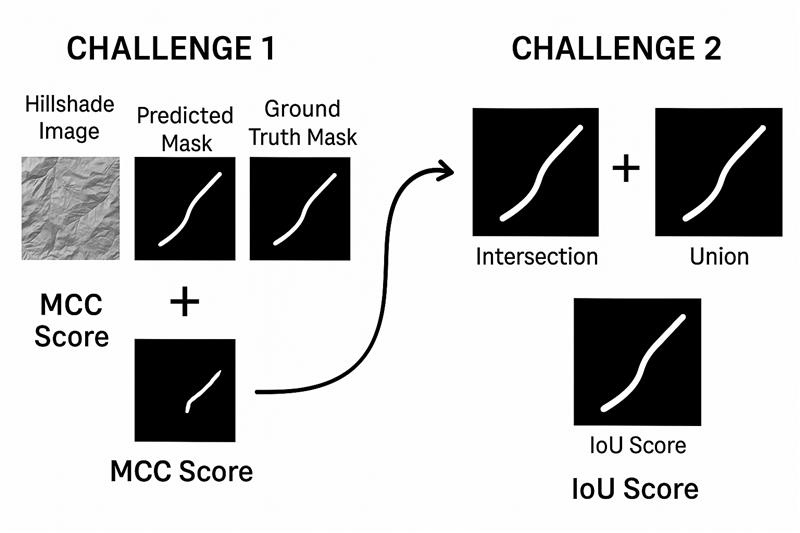 CHALLENGE 1
Hillshade
Image
Predicted
Mask
Ground
Truth Mask
+
MCC
Score
MCC Score
CHALLENGE 2
+
Intersection
Union
IoU Score
IoU Score